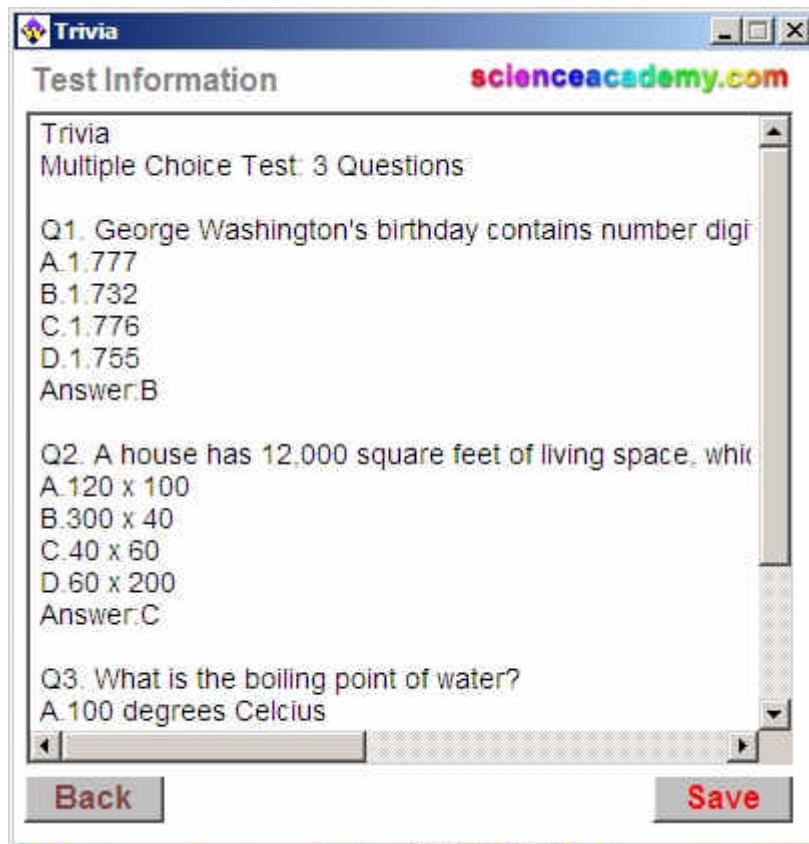 Trivia
Test Information
scienceacademy.com
Trivia
Multiple Choice Test: 3 Questions
Q1. George Washington's birthday contains number digi
A.1.777
B.1.732
C.1.776
D.1.755
Answer:B
Q2. A house has 12,000 square feet of living space, whic
A.120 x 100
B.300 x 40
C.40 x 60
D.60 x 200
Answer:C
Q3. What is the boiling point of water?
A.100 degrees Celcius
Back
Save